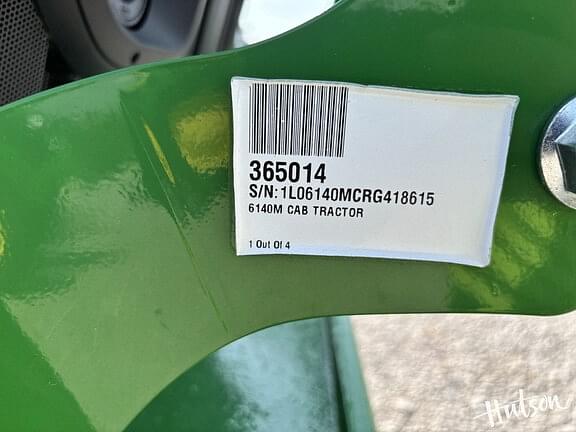 365014
S/N:1L06140MCRG418615
6140M CAB TRACTOR
1 Out Of 4
Hutson